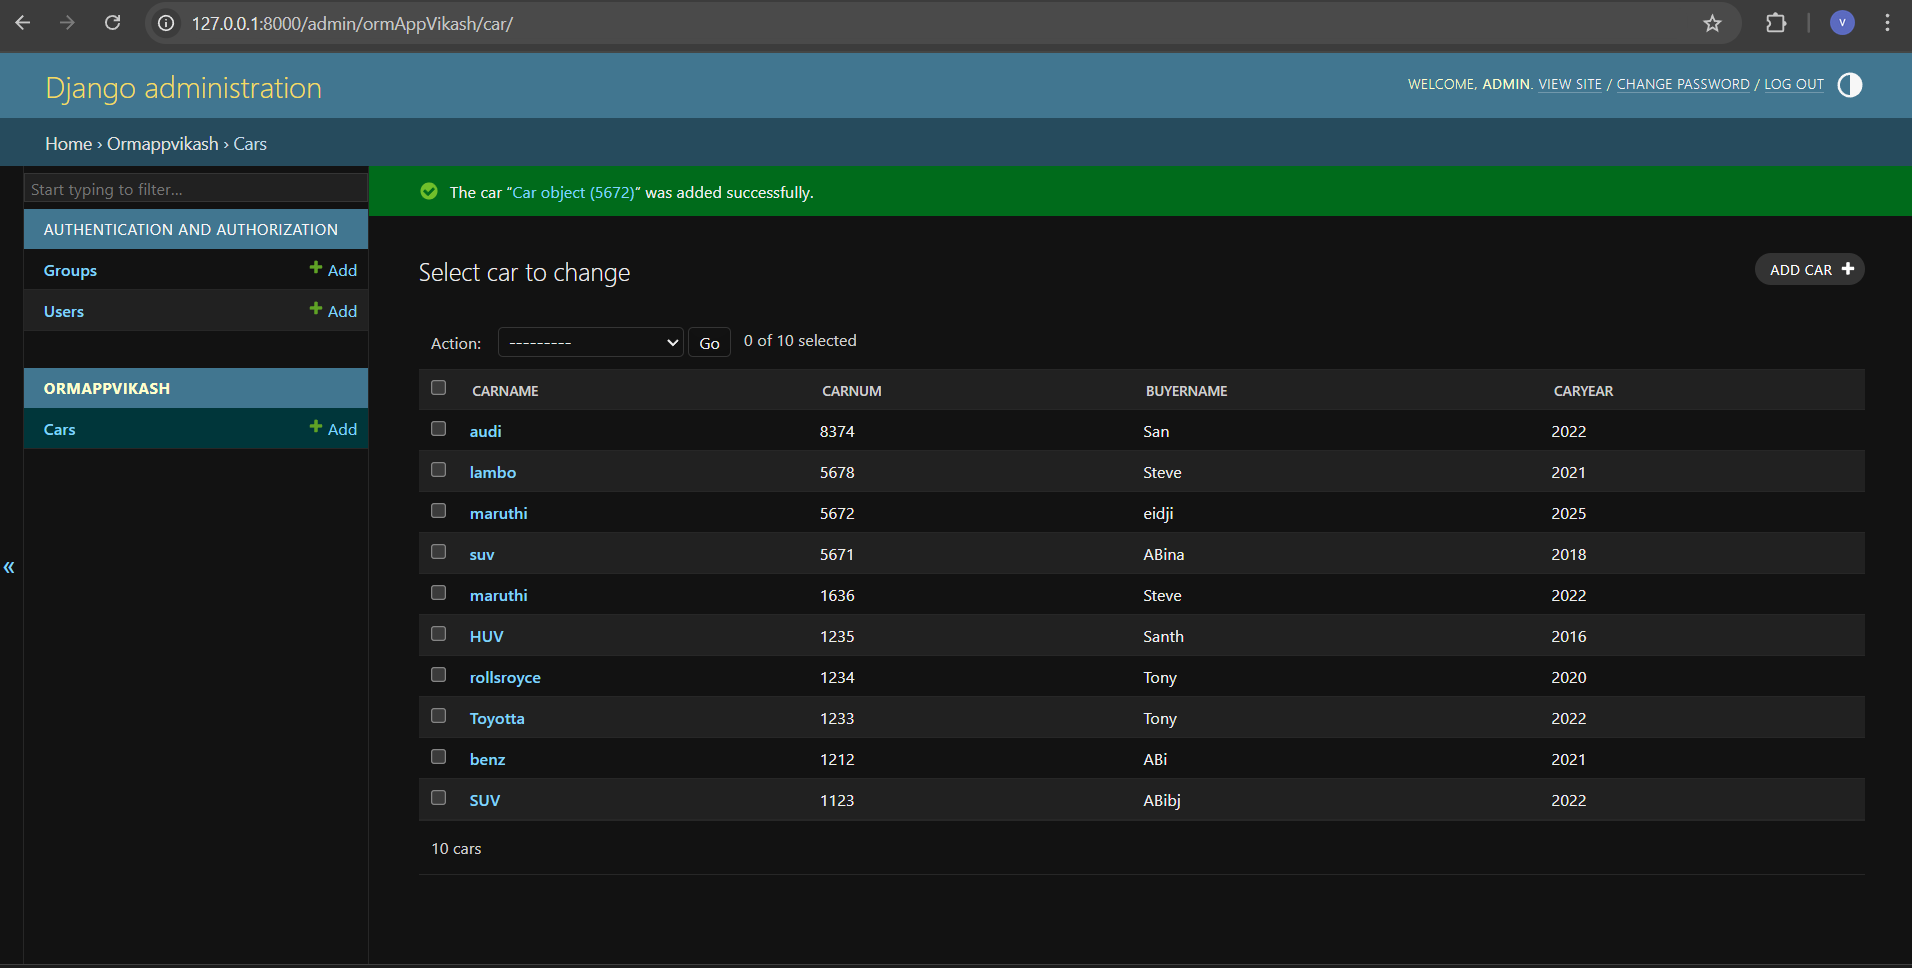 127.0.0.1:8000/admin/ormAppVikash/car/
V
Django administration
WELCOME, ADMIN. VIEW SITE / CHANGE PASSWORD / LOG OUT
Home › Ormappvikash › Cars
Start typing to filter...
The car “Car object (5672)” was added successfully.
AUTHENTICATION AND AUTHORIZATION
Groups + Add
Users + Add
ORMAPPVIKASH
Cars + Add
«
Select car to change
ADD CAR +
Action: --------- Go 0 of 10 selected
CARNAME CARNUM BUYERNAME CARYEAR
audi 8374 San 2022
lambo 5678 Steve 2021
maruthi 5672 eidji 2025
suv 5671 ABina 2018
maruthi 1636 Steve 2022
HUV 1235 Santh 2016
rollsroyce 1234 Tony 2020
Toyotta 1233 Tony 2022
benz 1212 ABi 2021
SUV 1123 ABibj 2022
10 cars